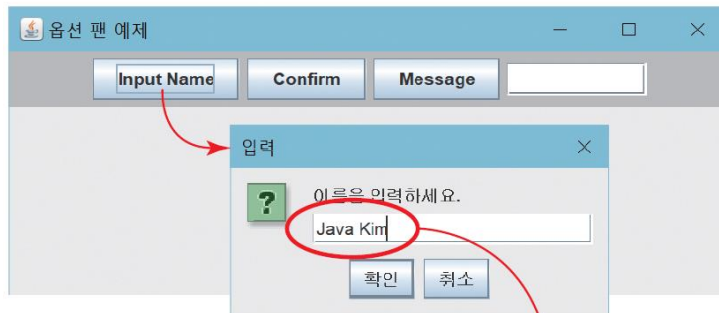 옵션 팬 예제
Input Name Confirm Message
입력
이름을 입력하세요.
Java Kim
확인 취소